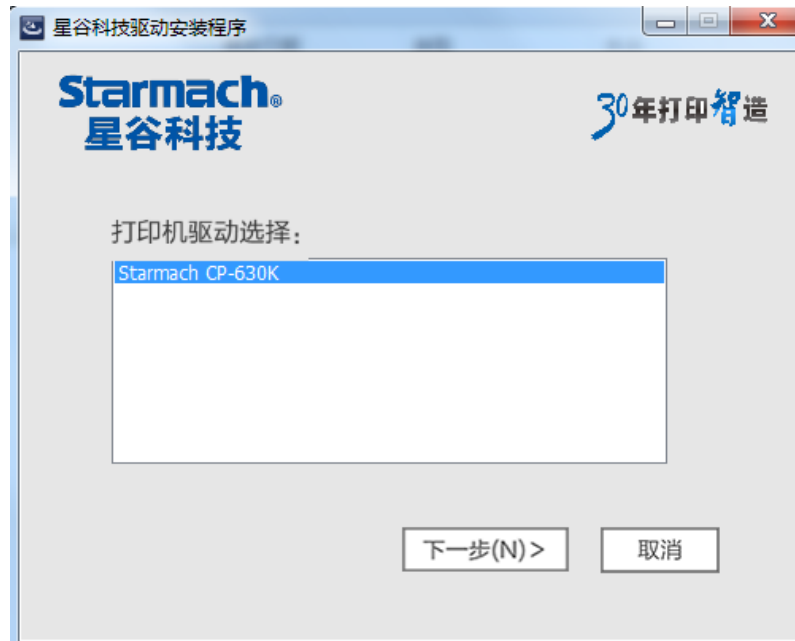 星谷科技驱动安装程序
Starmach®
星谷科技
30年打印智造
打印机驱动选择：
Starmach CP-630K
下一步(N)>
取消